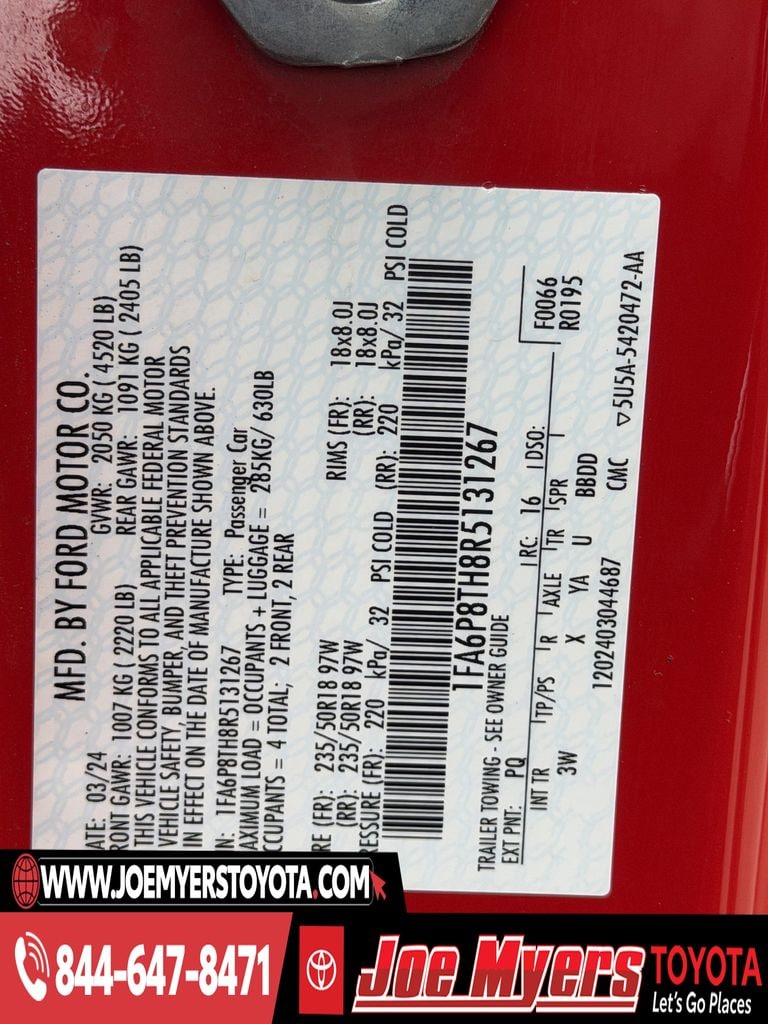 MFD. BY FORD MOTOR CO.
ATE: 03/24 GVWR: 2050 KG ( 4520 LB)
RONT GAWR: 1007 KG ( 2220 LB) REAR GAWR: 1091 KG ( 2405 LB)
THIS VEHICLE CONFORMS TO ALL APPLICABLE FEDERAL MOTOR
VEHICLE SAFETY, BUMPER, AND THEFT PREVENTION STANDARDS
IN EFFECT ON THE DATE OF MANUFACTURE SHOWN ABOVE.
N: 1FA6P8TH8R5131267 TYPE: Passenger Car
AXIMUM LOAD = OCCUPANTS + LUGGAGE = 285KG/ 630LB
CCUPANTS = 4 TOTAL; 2 FRONT, 2 REAR
RE (FR): 235/50R18 97W RIMS (FR): 18x8.0J
(RR): 235/50R18 97W (RR): 18x8.0J
RESSURE (FR): 220 kPa/ 32 PSI COLD (RR): 220 kPa/ 32 PSI COLD
1FA6P8TH8R5131267
TRAILER TOWING - SEE OWNER GUIDE
EXT PNT: PQ RC: 16 DSO: F0066
R0195
INT TR TP/PS R AXLE TR SPR
3W X YA U BBDD
1202403044687 CMC ▽5U5A-5420472-AA
WWW.JOEMYERSTOYOTA.COM
844-647-8471
Joe Myers TOYOTA
Let's Go Places